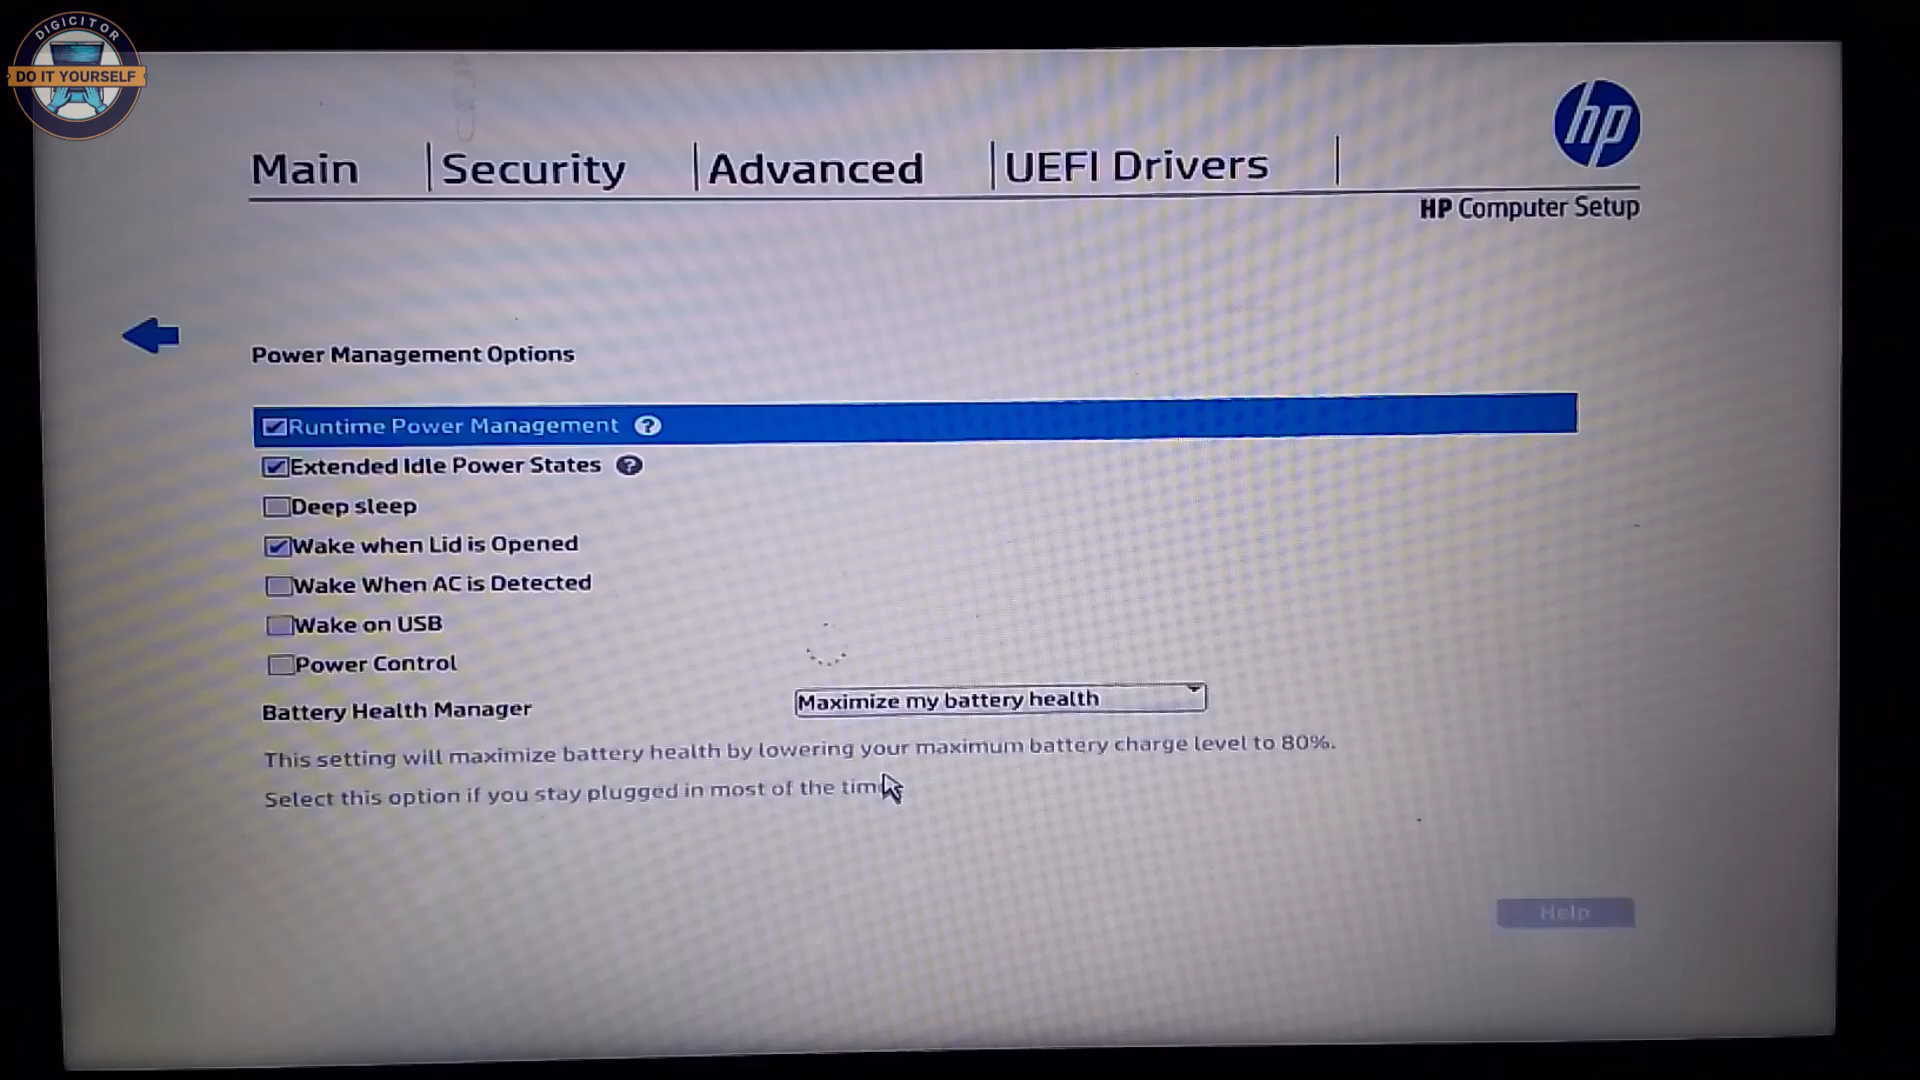 DIGICITOR
DO IT YOURSELF
hp
Main Security Advanced UEFI Drivers
HP Computer Setup
Power Management Options
Runtime Power Management ?
Extended Idle Power States ?
Deep sleep
Wake when Lid is Opened
Wake When AC is Detected
Wake on USB
Power Control
Battery Health Manager Maximize my battery health
This setting will maximize battery health by lowering your maximum battery charge level to 80%.
Select this option if you stay plugged in most of the tim
Help